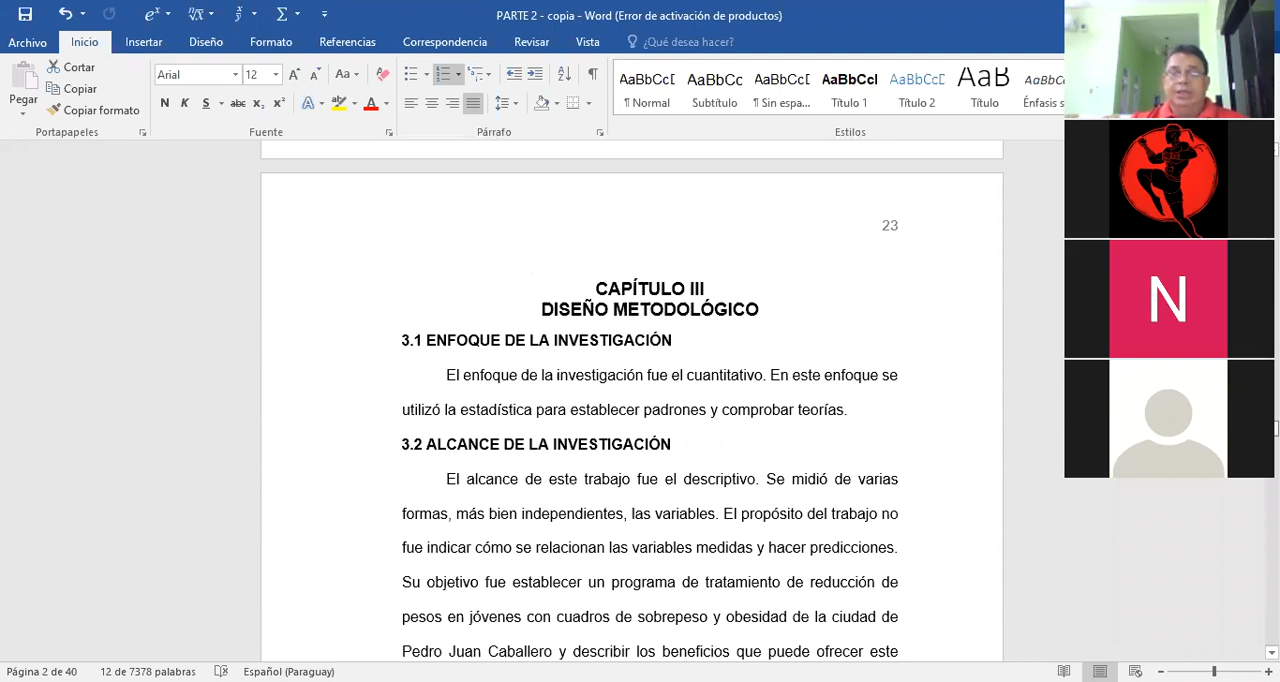 PARTE 2 - copia - Word (Error de activación de productos)
Archivo Inicio Insertar Diseño Formato Referencias Correspondencia Revisar Vista ¿Qué desea hacer?
Pegar
Cortar
Copiar
Copiar formato
Portapapeles
Arial 12
Aa
N K S abc x₂ x²
Fuente
Párrafo
AaBbCcD AaBbCc AaBbCcD AaBbCcI AaBbCcD AaB AaBbCc
¶ Normal Subtítulo ¶ Sin espa... Título 1 Título 2 Título Énfasis s
Estilos
23
CAPÍTULO III
DISEÑO METODOLÓGICO
3.1 ENFOQUE DE LA INVESTIGACIÓN
El enfoque de la investigación fue el cuantitativo. En este enfoque se
utilizó la estadística para establecer padrones y comprobar teorías.
3.2 ALCANCE DE LA INVESTIGACIÓN
El alcance de este trabajo fue el descriptivo. Se midió de varias
formas, más bien independientes, las variables. El propósito del trabajo no
fue indicar cómo se relacionan las variables medidas y hacer predicciones.
Su objetivo fue establecer un programa de tratamiento de reducción de
pesos en jóvenes con cuadros de sobrepeso y obesidad de la ciudad de
Pedro Juan Caballero y describir los beneficios que puede ofrecer este
N
Página 2 de 40 12 de 7378 palabras Español (Paraguay)